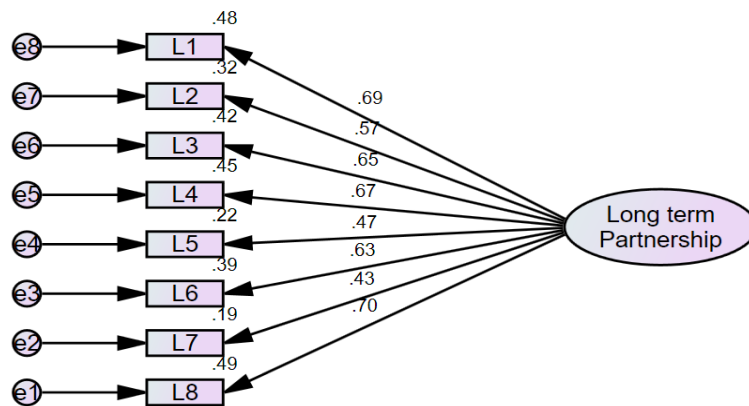 .48
e8 L1
.32
.69
e7 L2
.42
.57
e6 L3
.65
.45
e5 L4
.67
.22
.47
Long term
Partnership
e4 L5
.63
.39
e3 L6
.43
.19
.70
e2 L7
.49
e1 L8